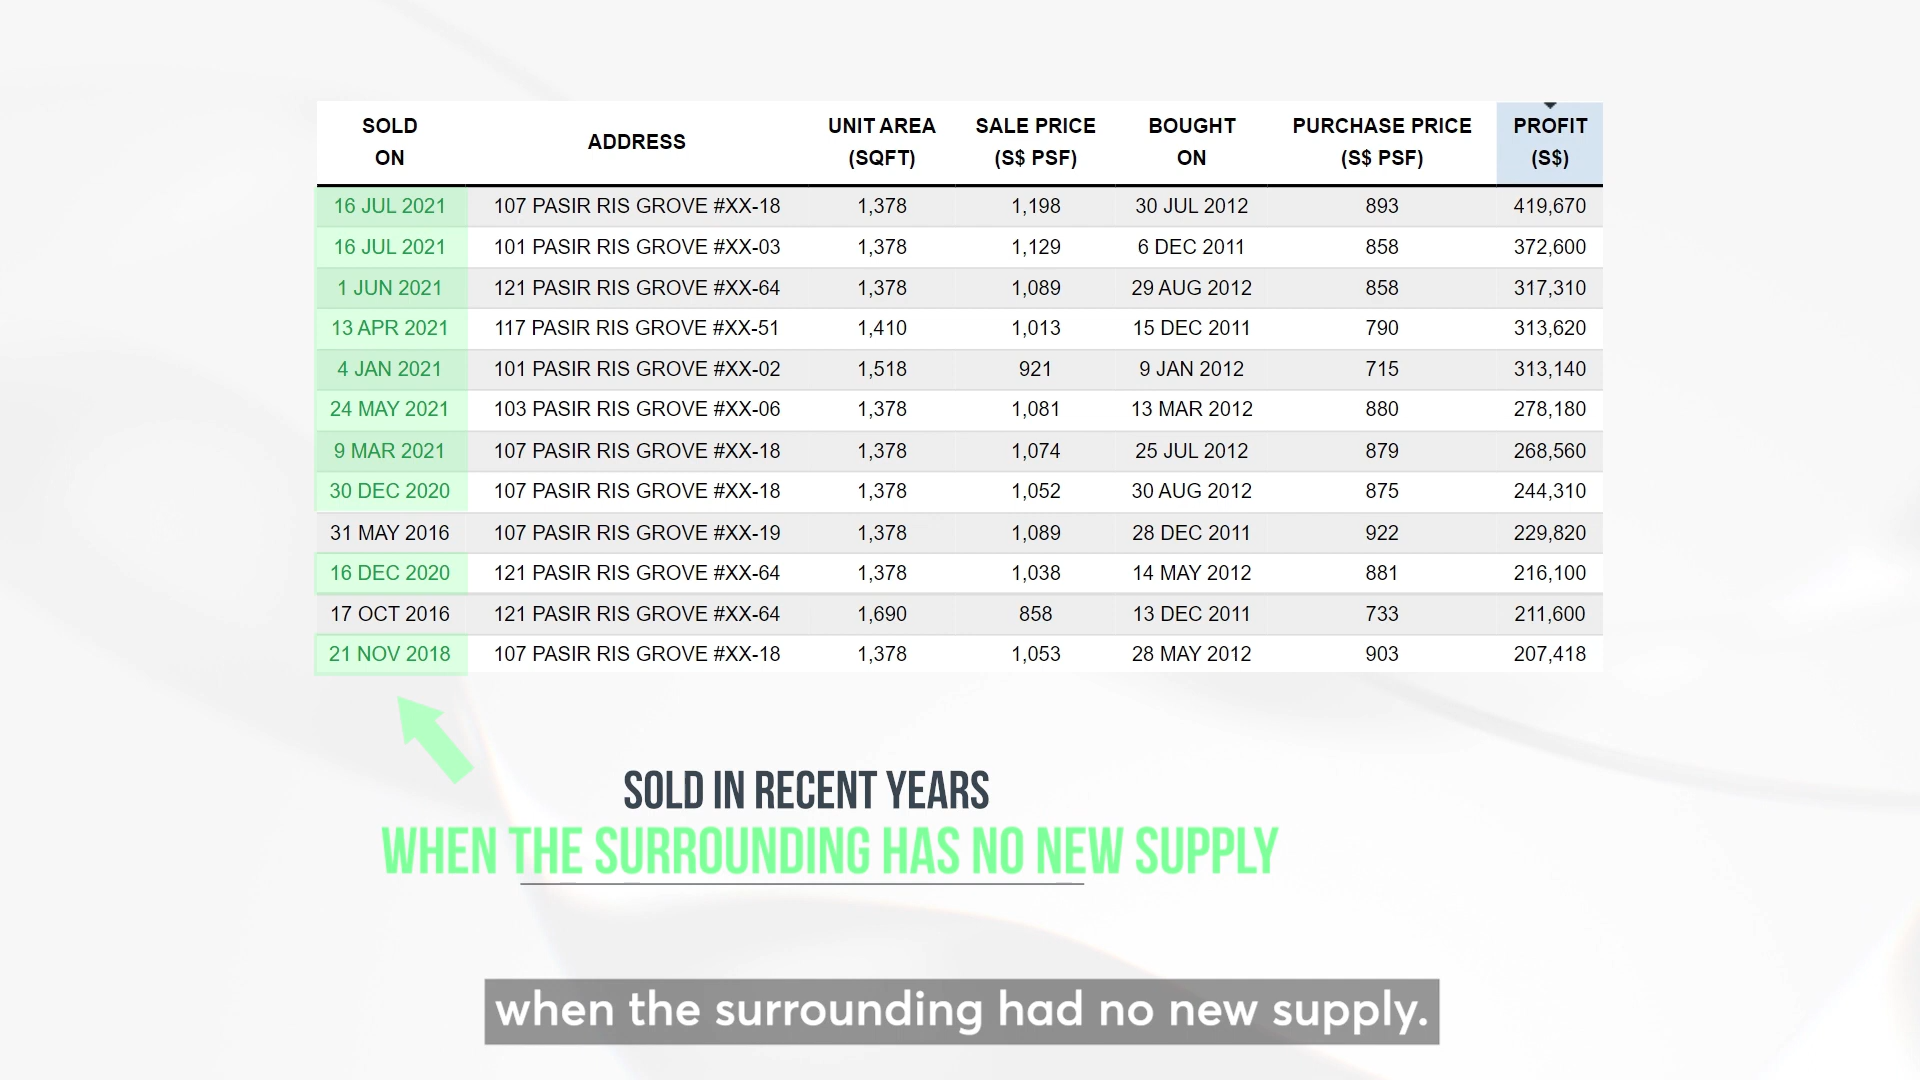 SOLD ON ADDRESS UNIT AREA (SQFT) SALE PRICE (S$ PSF) BOUGHT ON PURCHASE PRICE (S$ PSF) PROFIT (S$)
16 JUL 2021 107 PASIR RIS GROVE #XX-18 1,378 1,198 30 JUL 2012 893 419,670
16 JUL 2021 101 PASIR RIS GROVE #XX-03 1,378 1,129 6 DEC 2011 858 372,600
1 JUN 2021 121 PASIR RIS GROVE #XX-64 1,378 1,089 29 AUG 2012 858 317,310
13 APR 2021 117 PASIR RIS GROVE #XX-51 1,410 1,013 15 DEC 2011 790 313,620
4 JAN 2021 101 PASIR RIS GROVE #XX-02 1,518 921 9 JAN 2012 715 313,140
24 MAY 2021 103 PASIR RIS GROVE #XX-06 1,378 1,081 13 MAR 2012 880 278,180
9 MAR 2021 107 PASIR RIS GROVE #XX-18 1,378 1,074 25 JUL 2012 879 268,560
30 DEC 2020 107 PASIR RIS GROVE #XX-18 1,378 1,052 30 AUG 2012 875 244,310
31 MAY 2016 107 PASIR RIS GROVE #XX-19 1,378 1,089 28 DEC 2011 922 229,820
16 DEC 2020 121 PASIR RIS GROVE #XX-64 1,378 1,038 14 MAY 2012 881 216,100
17 OCT 2016 121 PASIR RIS GROVE #XX-64 1,690 858 13 DEC 2011 733 211,600
21 NOV 2018 107 PASIR RIS GROVE #XX-18 1,378 1,053 28 MAY 2012 903 207,418
SOLD IN RECENT YEARS
WHEN THE SURROUNDING HAS NO NEW SUPPLY
when the surrounding had no new supply.